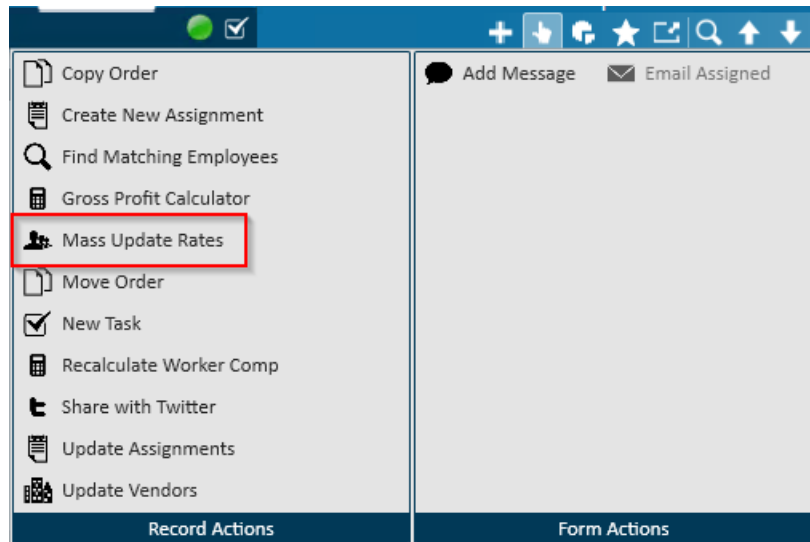 Copy Order
Create New Assignment
Find Matching Employees
Gross Profit Calculator
Mass Update Rates
Move Order
New Task
Recalculate Worker Comp
Share with Twitter
Update Assignments
Update Vendors
Record Actions
Add Message
Email Assigned
Form Actions